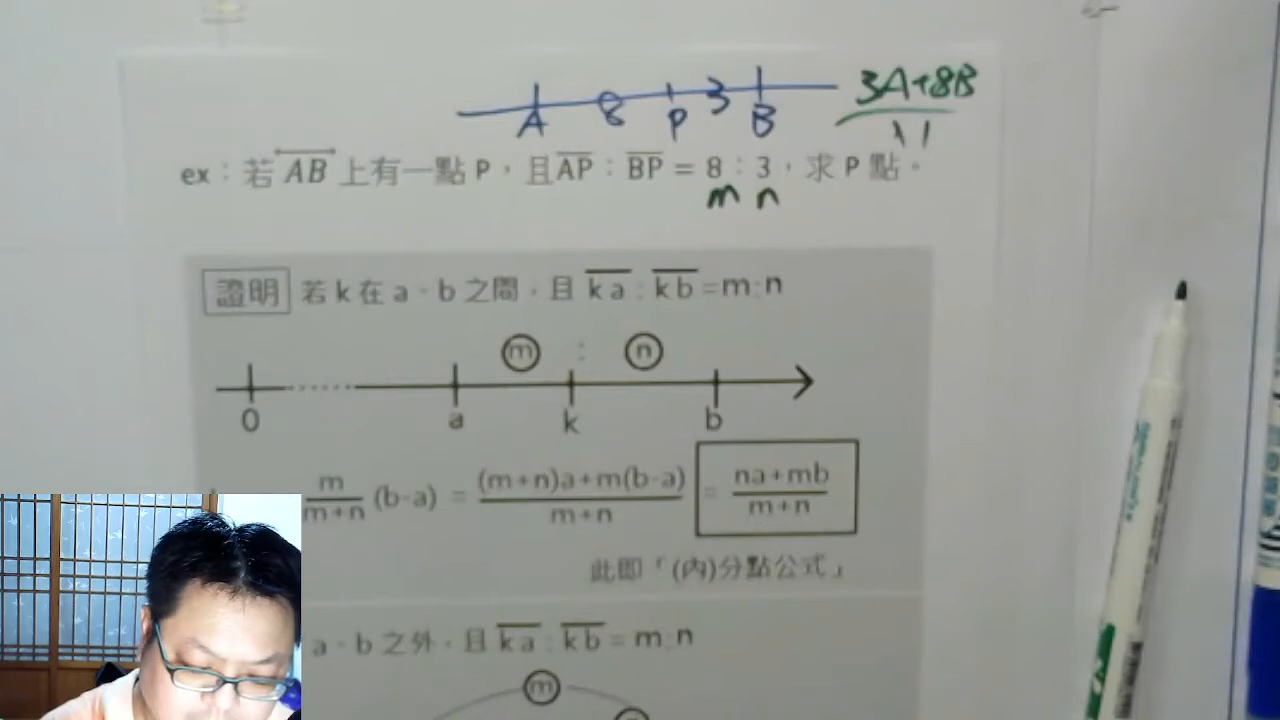 A 8 P 3 B
3A+8B
11
ex：若 AB 上有一點 P，且 AP：BP = 8：3，求 P 點。
m n
證明 若 k 在 a、b 之間，且 ka : kb = m : n
m : n
0 a k b
m/m+n (b-a) = (m+n)a+m(b-a)/m+n = na+mb/m+n
此即「(內)分點公式」
a、b 之外，且 ka : kb = m : n
m